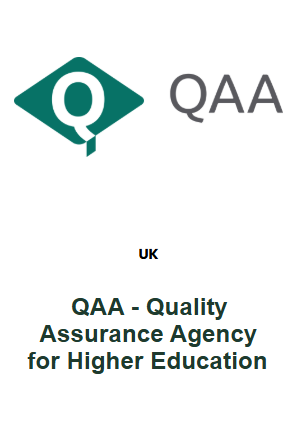 Q QAA
UK
QAA - Quality
Assurance Agency
for Higher Education